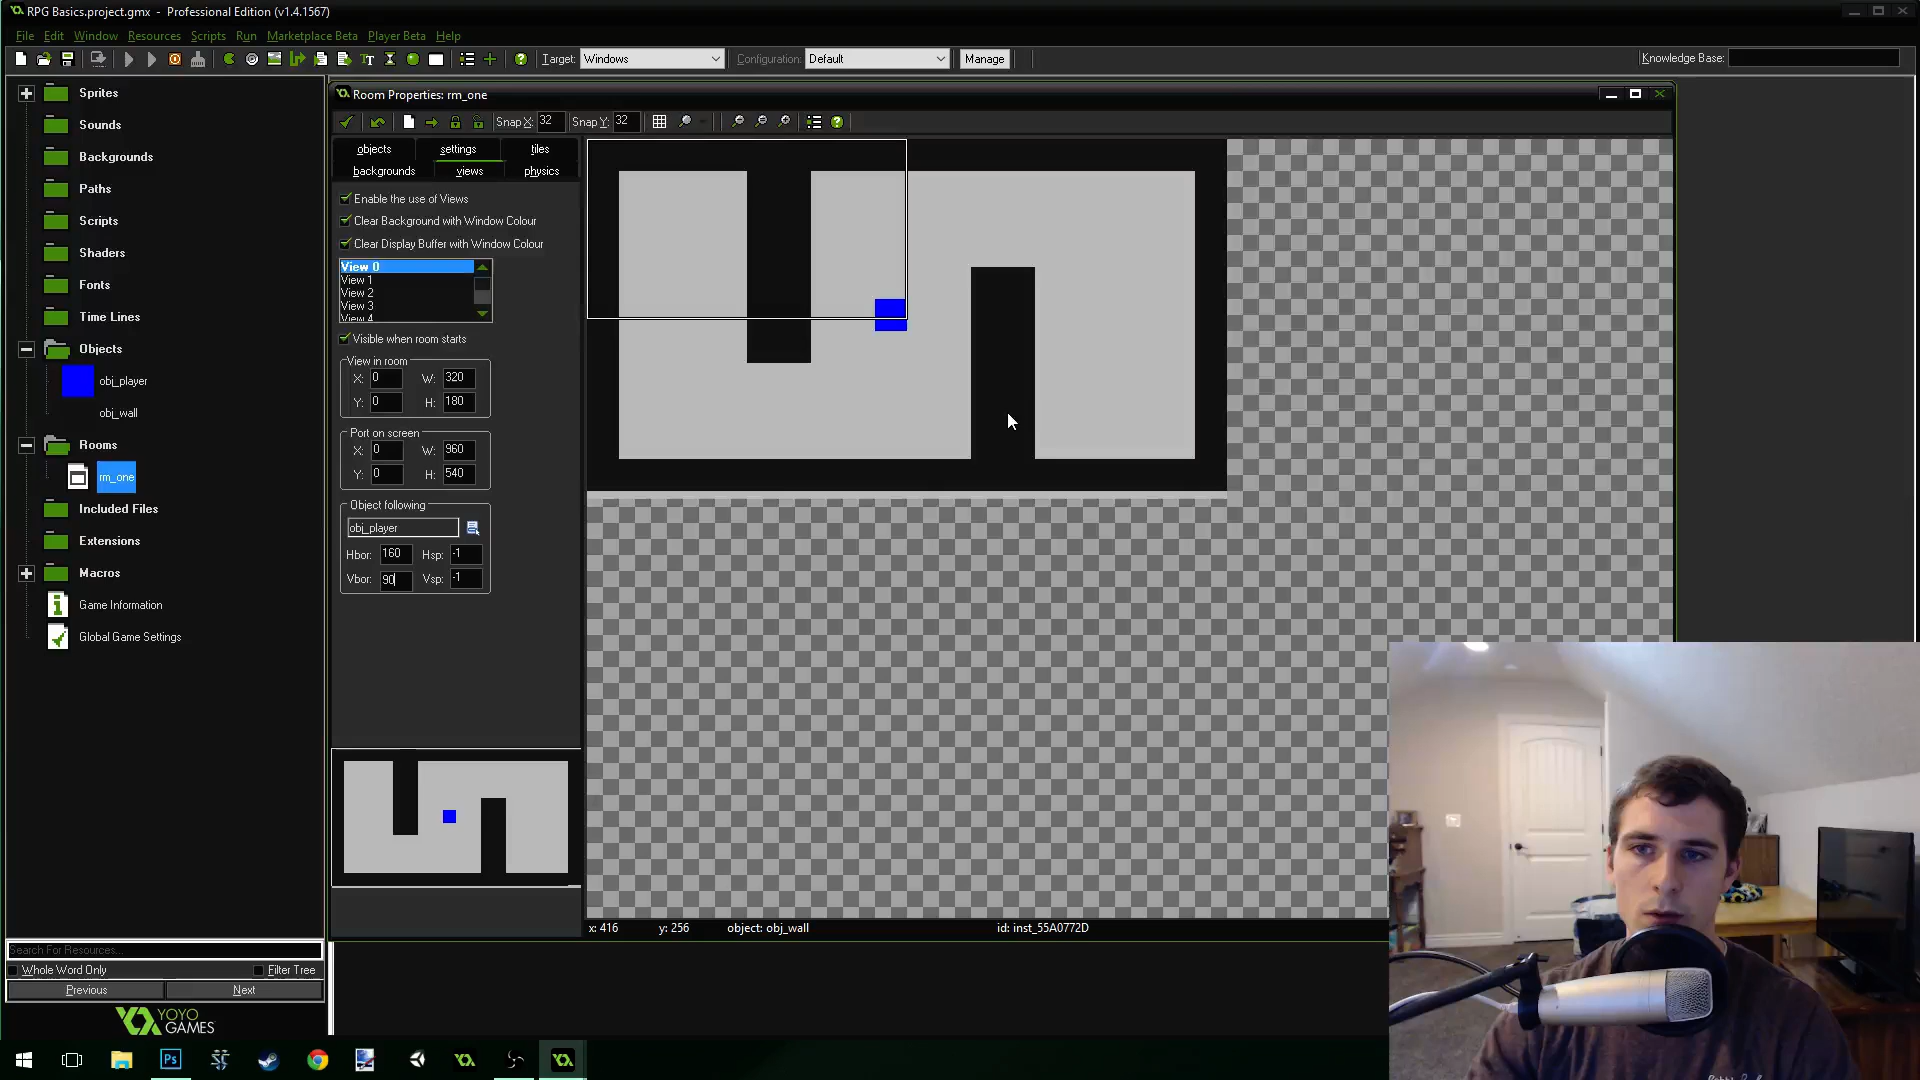 RPG Basics.project.gmx - Professional Edition (v1.4.1567)
File Edit Window Resources Scripts Run Marketplace Beta Player Beta Help
Target: Windows Configuration: Default Manage Knowledge Base:
Sprites
Sounds
Backgrounds
Paths
Scripts
Shaders
Fonts
Time Lines
Objects
obj_player
obj_wall
Rooms
rm_one
Included Files
Extensions
Macros
Game Information
Global Game Settings
Search For Resources...
Whole Word Only Filter Tree
Previous Next
YOYO
GAMES
Room Properties: rm_one
Snap X: 32 Snap Y: 32
objects settings tiles
backgrounds views physics
Enable the use of Views
Clear Background with Window Colour
Clear Display Buffer with Window Colour
View 0
View 1
View 2
View 3
View 4
Visible when room starts
View in room
X: 0 W: 320
Y: 0 H: 180
Port on screen
X: 0 W: 960
Y: 0 H: 540
Object following
obj_player
Hbor: 160 Hsp: -1
Vbor: 90 Vsp: -1
x: 416 y: 256 object: obj_wall id: inst_55A0772D
Ps